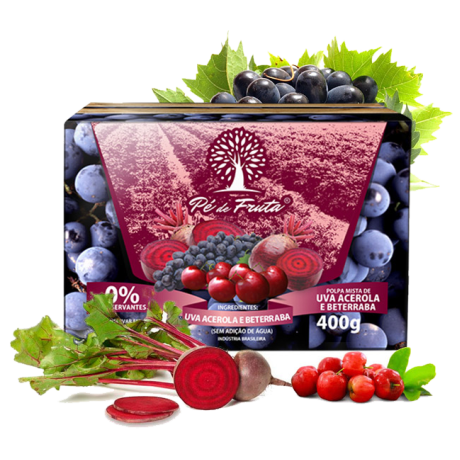 Pé de Fruta®
0%
INGREDIENTES:
UVA ACEROLA E BETERRABA
(SEM ADIÇÃO DE ÁGUA)
INDÚSTRIA BRASILEIRA
POLPA MISTA DE
UVA ACEROLA
E BETERRABA
400g